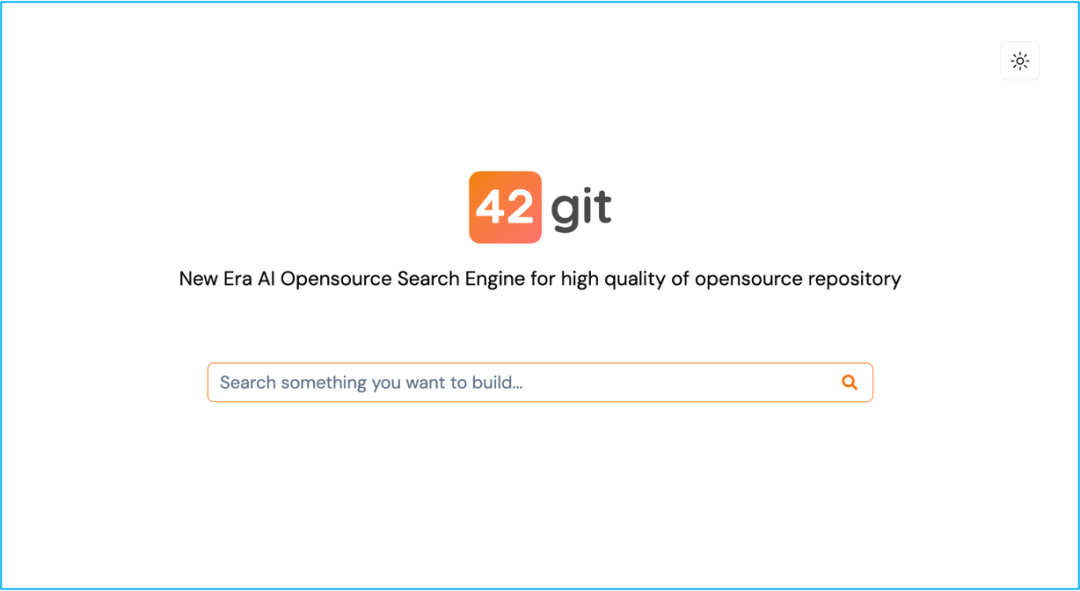 42 git
New Era AI Opensource Search Engine for high quality of opensource repository
Search something you want to build...